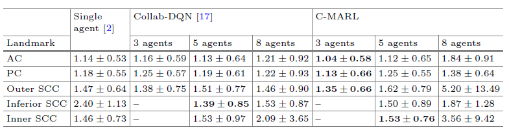 Single agent [2] Collab-DQN [17] C-MARL
Landmark 3 agents 5 agents 8 agents 3 agents 5 agents 8 agents
AC 1.14 ± 0.53 1.16 ± 0.59 1.13 ± 0.64 1.21 ± 0.92 1.04 ± 0.58 1.12 ± 0.65 1.84 ± 0.91
PC 1.18 ± 0.55 1.25 ± 0.57 1.19 ± 0.61 1.22 ± 0.93 1.13 ± 0.66 1.25 ± 0.55 1.38 ± 0.64
Outer SCC 1.47 ± 0.64 1.38 ± 0.75 1.51 ± 0.77 1.46 ± 0.90 1.35 ± 0.66 1.62 ± 0.79 5.20 ± 13.49
Inferior SCC 2.40 ± 1.13 – 1.39 ± 0.85 1.53 ± 0.87 – 1.50 ± 0.89 1.87 ± 1.28
Inner SCC 1.46 ± 0.73 – 1.53 ± 0.97 2.09 ± 3.65 – 1.53 ± 0.76 3.56 ± 9.42